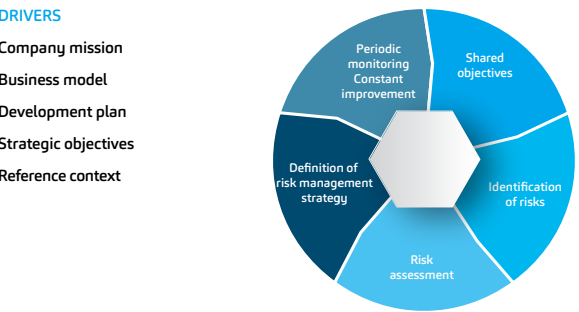 DRIVERS
Company mission
Business model
Development plan
Strategic objectives
Reference context
Periodic
monitoring
Constant
improvement
Shared
objectives
Identification
of risks
Risk
assessment
Definition of
risk management
strategy